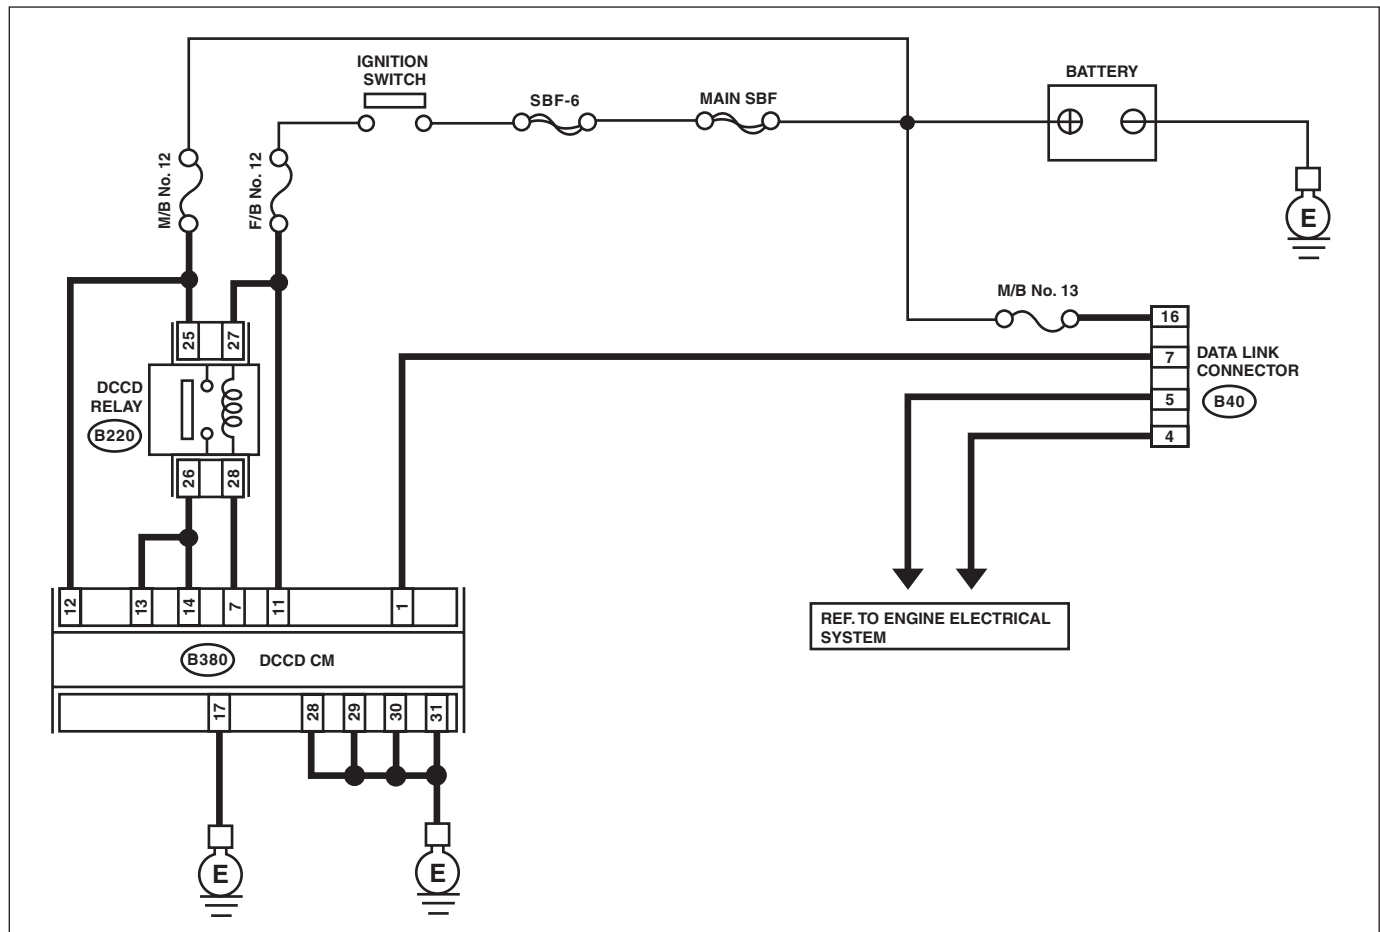 IGNITION
SWITCH
SBF-6
MAIN SBF
BATTERY
M/B No. 12
F/B No. 12
E
M/B No. 13
16
7
5
4
DATA LINK
CONNECTOR
B40
25
27
DCCD
RELAY
B220
26
28
12
13
14
7
11
1
REF. TO ENGINE ELECTRICAL
SYSTEM
B380
DCCD CM
17
28
29
30
31
E
E